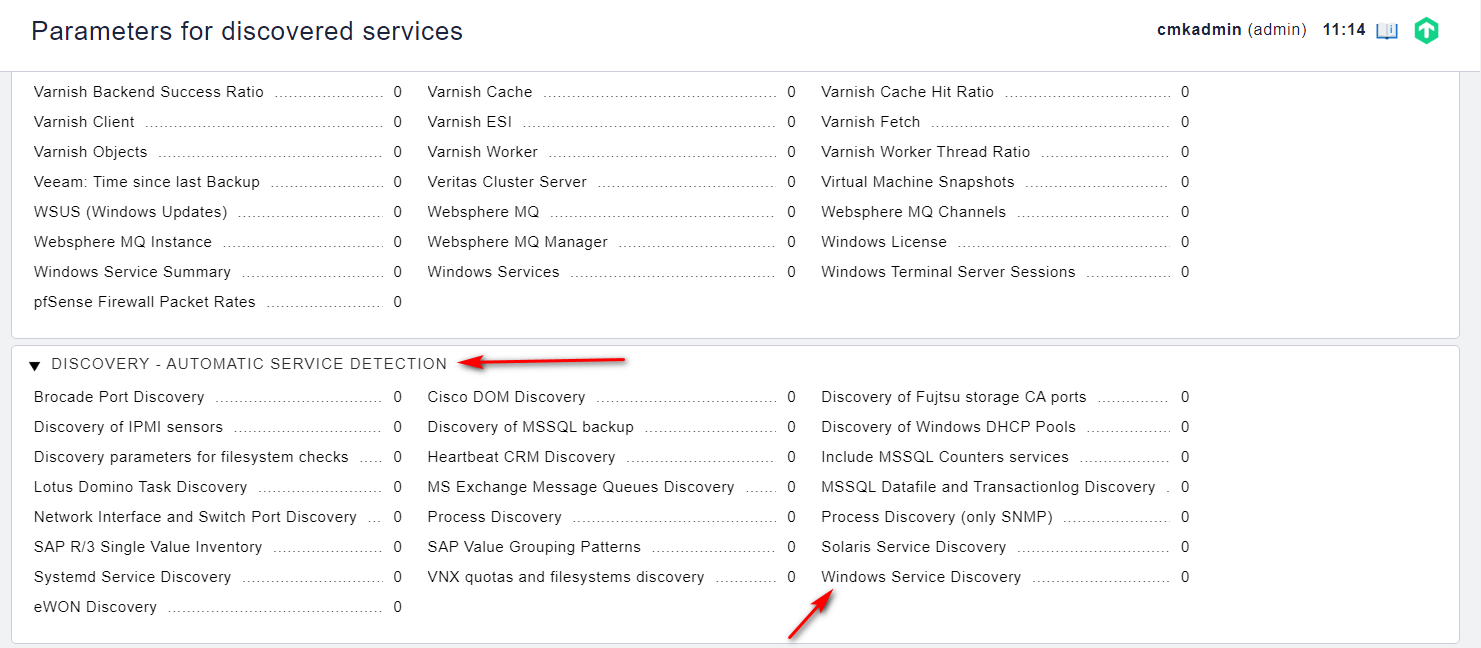 Parameters for discovered services
cmkadmin (admin) 11:14
Varnish Backend Success Ratio 0 Varnish Cache 0 Varnish Cache Hit Ratio 0
Varnish Client 0 Varnish ESI 0 Varnish Fetch 0
Varnish Objects 0 Varnish Worker 0 Varnish Worker Thread Ratio 0
Veeam: Time since last Backup 0 Veritas Cluster Server 0 Virtual Machine Snapshots 0
WSUS (Windows Updates) 0 Websphere MQ 0 Websphere MQ Channels 0
Websphere MQ Instance 0 Websphere MQ Manager 0 Windows License 0
Windows Service Summary 0 Windows Services 0 Windows Terminal Server Sessions 0
pfSense Firewall Packet Rates 0
DISCOVERY - AUTOMATIC SERVICE DETECTION
Brocade Port Discovery 0 Cisco DOM Discovery 0 Discovery of Fujtsu storage CA ports 0
Discovery of IPMI sensors 0 Discovery of MSSQL backup 0 Discovery of Windows DHCP Pools 0
Discovery parameters for filesystem checks 0 Heartbeat CRM Discovery 0 Include MSSQL Counters services 0
Lotus Domino Task Discovery 0 MS Exchange Message Queues Discovery 0 MSSQL Datafile and Transactionlog Discovery 0
Network Interface and Switch Port Discovery 0 Process Discovery 0 Process Discovery (only SNMP) 0
SAP R/3 Single Value Inventory 0 SAP Value Grouping Patterns 0 Solaris Service Discovery 0
Systemd Service Discovery 0 VNX quotas and filesystems discovery 0 Windows Service Discovery 0
eWON Discovery 0